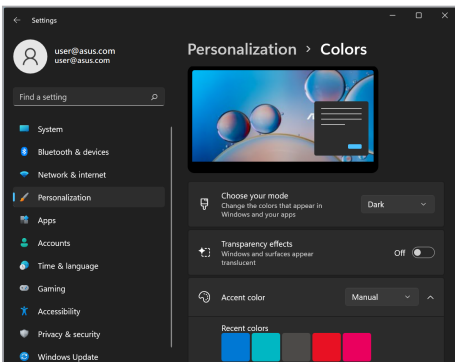 Settings
user@asus.com
user@asus.com
Find a setting
System
Bluetooth & devices
Network & internet
Personalization
Apps
Accounts
Time & language
Gaming
Accessibility
Privacy & security
Windows Update
Personalization > Colors
Choose your mode
Change the colors that appear in
Windows and your apps
Dark
Transparency effects
Windows and surfaces appear
translucent
Off
Accent color
Manual
Recent colors